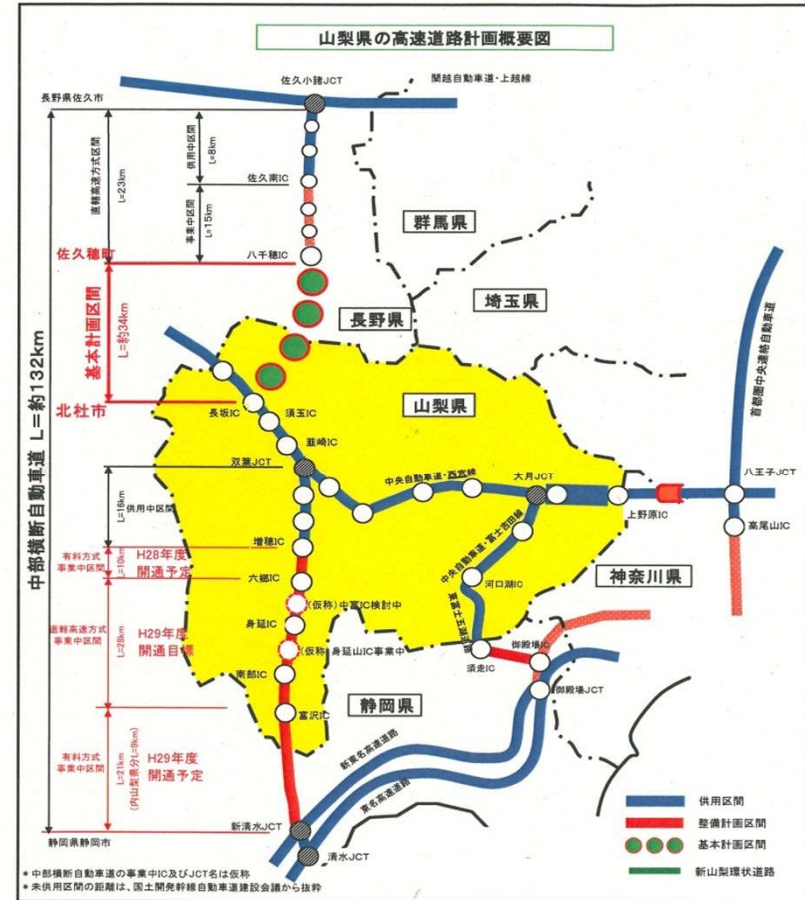 山梨県の高速道路計画概要図
佐久小諸JCT
関越自動車道・上越線
長野県佐久市
中部横断自動車道 L=約132km
直轄高速方式区間
L=23km
供用中区間
L=8km
佐久南IC
事業中区間
L=15km
佐久穂町
八千穂IC
群馬県
埼玉県
長野県
基本計画区間
L=約34km
北杜市
長坂IC
須玉IC
韮崎IC
双葉JCT
山梨県
中央自動車道・西宮線
大月JCT
上野原IC
八王子JCT
高尾山IC
首都圏中央連絡自動車道
L=16km
供用中区間
増穂IC
有料方式
事業中区間
L=10km
H28年度
開通予定
六郷IC
中央自動車道・富士吉田線
河口湖IC
東富士五湖道路
神奈川県
(仮称)中富IC検討中
身延IC
直轄高速方式
事業中区間
L=28km
H29年度
開通目標
(仮称)身延山IC事業中
南部IC
須走IC
御殿場IC
御殿場JCT
静岡県
富沢IC
有料方式
事業中区間
L=21km
(内山梨県分L=9km)
H29年度
開通予定
新東名高速道路
東名高速道路
新清水JCT
静岡県静岡市
清水JCT
供用区間
整備計画区間
基本計画区間
新山梨環状道路
*中部横断自動車道の事業中IC及びJCT名は仮称
*未供用区間の距離は、国土開発幹線自動車道建設会議から抜粋